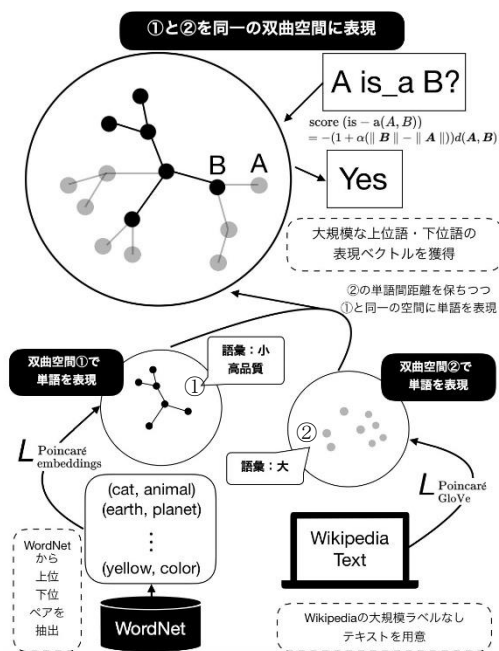 ①と②を同一の双曲空間に表現
A is_a B?
score (is − a(A, B))
= −(1 + α(‖ B ‖ − ‖ A ‖))d(A, B)
B
A
Yes
大規模な上位語・下位語の
表現ベクトルを獲得
②の単語間距離を保ちつつ
①と同一の空間に単語を表現
双曲空間①で
単語を表現
①
語彙：小
高品質
双曲空間②で
単語を表現
②
語彙：大
L Poincaré
embeddings
L Poincaré
GloVe
(cat, animal)
(earth, planet)
⋮
(yellow, color)
WordNet
から
上位
下位
ペアを
抽出
WordNet
Wikipedia
Text
Wikipediaの大規模ラベルなし
テキストを用意